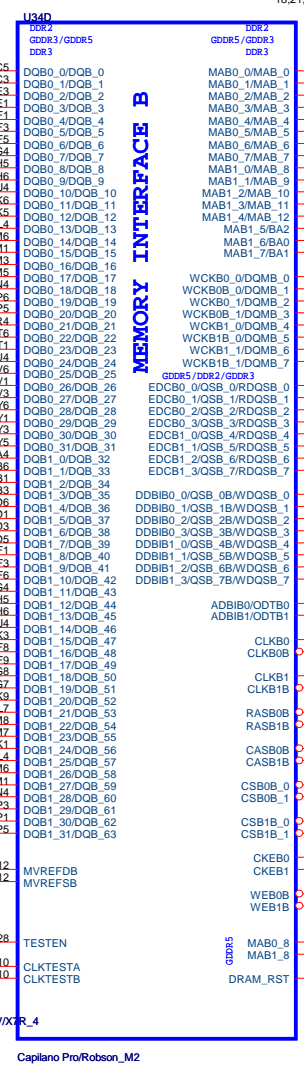 U34D
DDR2
GDDR3/GDDR5
DDR3
DDR2
GDDR5/GDDR3
DDR3
DQB0_0/DQB_0
DQB0_1/DQB_1
DQB0_2/DQB_2
DQB0_3/DQB_3
DQB0_4/DQB_4
DQB0_5/DQB_5
DQB0_6/DQB_6
DQB0_7/DQB_7
DQB0_8/DQB_8
DQB0_9/DQB_9
DQB0_10/DQB_10
DQB0_11/DQB_11
DQB0_12/DQB_12
DQB0_13/DQB_13
DQB0_14/DQB_14
DQB0_15/DQB_15
DQB0_16/DQB_16
DQB0_17/DQB_17
DQB0_18/DQB_18
DQB0_19/DQB_19
DQB0_20/DQB_20
DQB0_21/DQB_21
DQB0_22/DQB_22
DQB0_23/DQB_23
DQB0_24/DQB_24
DQB0_25/DQB_25
DQB0_26/DQB_26
DQB0_27/DQB_27
DQB0_28/DQB_28
DQB0_29/DQB_29
DQB0_30/DQB_30
DQB0_31/DQB_31
DQB1_0/DQB_32
DQB1_1/DQB_33
DQB1_2/DQB_34
DQB1_3/DQB_35
DQB1_4/DQB_36
DQB1_5/DQB_37
DQB1_6/DQB_38
DQB1_7/DQB_39
DQB1_8/DQB_40
DQB1_9/DQB_41
DQB1_10/DQB_42
DQB1_11/DQB_43
DQB1_12/DQB_44
DQB1_13/DQB_45
DQB1_14/DQB_46
DQB1_15/DQB_47
DQB1_16/DQB_48
DQB1_17/DQB_49
DQB1_18/DQB_50
DQB1_19/DQB_51
DQB1_20/DQB_52
DQB1_21/DQB_53
DQB1_22/DQB_54
DQB1_23/DQB_55
DQB1_24/DQB_56
DQB1_25/DQB_57
DQB1_26/DQB_58
DQB1_27/DQB_59
DQB1_28/DQB_60
DQB1_29/DQB_61
DQB1_30/DQB_62
DQB1_31/DQB_63
MVREFDB
MVREFSB
TESTEN
CLKTESTA
CLKTESTB
MEMORY INTERFACE B
MAB0_0/MAB_0
MAB0_1/MAB_1
MAB0_2/MAB_2
MAB0_3/MAB_3
MAB0_4/MAB_4
MAB0_5/MAB_5
MAB0_6/MAB_6
MAB0_7/MAB_7
MAB1_0/MAB_8
MAB1_1/MAB_9
MAB1_2/MAB_10
MAB1_3/MAB_11
MAB1_4/MAB_12
MAB1_5/BA2
MAB1_6/BA0
MAB1_7/BA1
WCKB0_0/DQMB_0
WCKB0B_0/DQMB_1
WCKB0_1/DQMB_2
WCKB0B_1/DQMB_3
WCKB1_0/DQMB_4
WCKB1B_0/DQMB_5
WCKB1_1/DQMB_6
WCKB1B_1/DQMB_7
GDDR5/DDR2/GDDR3
EDCB0_0/QSB_0/RDQSB_0
EDCB0_1/QSB_1/RDQSB_1
EDCB0_2/QSB_2/RDQSB_2
EDCB0_3/QSB_3/RDQSB_3
EDCB1_0/QSB_4/RDQSB_4
EDCB1_1/QSB_5/RDQSB_5
EDCB1_2/QSB_6/RDQSB_6
EDCB1_3/QSB_7/RDQSB_7
DDBIB0_0/QSB_0B/WDQSB_0
DDBIB0_1/QSB_1B/WDQSB_1
DDBIB0_2/QSB_2B/WDQSB_2
DDBIB0_3/QSB_3B/WDQSB_3
DDBIB1_0/QSB_4B/WDQSB_4
DDBIB1_1/QSB_5B/WDQSB_5
DDBIB1_2/QSB_6B/WDQSB_6
DDBIB1_3/QSB_7B/WDQSB_7
ADBIB0/ODTB0
ADBIB1/ODTB1
CLKB0
CLKB0B
CLKB1
CLKB1B
RASB0B
RASB1B
CASB0B
CASB1B
CSB0B_0
CSB0B_1
CSB1B_0
CSB1B_1
CKEB0
CKEB1
WEB0B
WEB1B
GDDR5
MAB0_8
MAB1_8
DRAM_RST
/X7R_4
Capilano Pro/Robson_M2